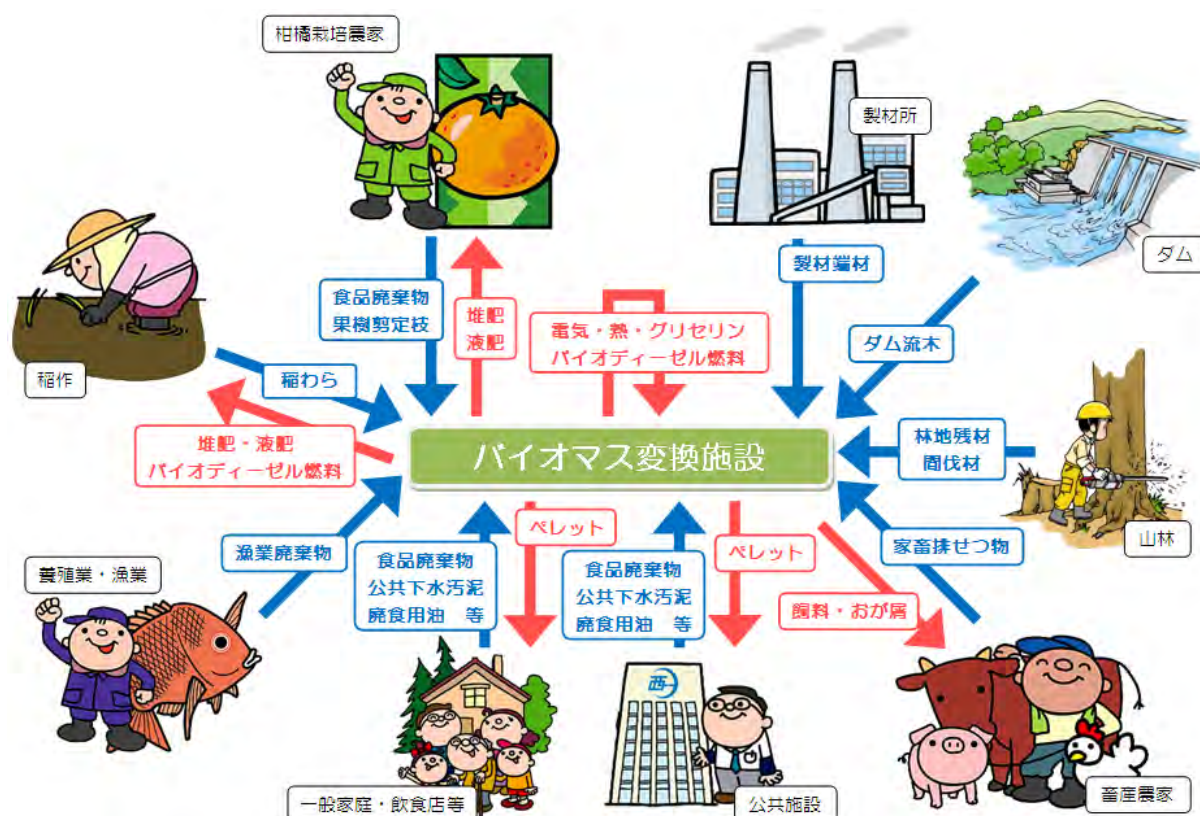 柑橘栽培農家
製材所
ダム
稲作
製材端材
食品廃棄物
果樹剪定枝
堆肥
液肥
電気・熱・グリセリン
バイオディーゼル燃料
ダム流木
稲わら
堆肥・液肥
バイオディーゼル燃料
バイオマス変換施設
林地残材
間伐材
山林
漁業廃棄物
ペレット
ペレット
家畜排せつ物
養殖業・漁業
食品廃棄物
公共下水汚泥
廃食用油 等
食品廃棄物
公共下水汚泥
廃食用油 等
飼料・おが屑
西
一般家庭・飲食店等
公共施設
畜産農家